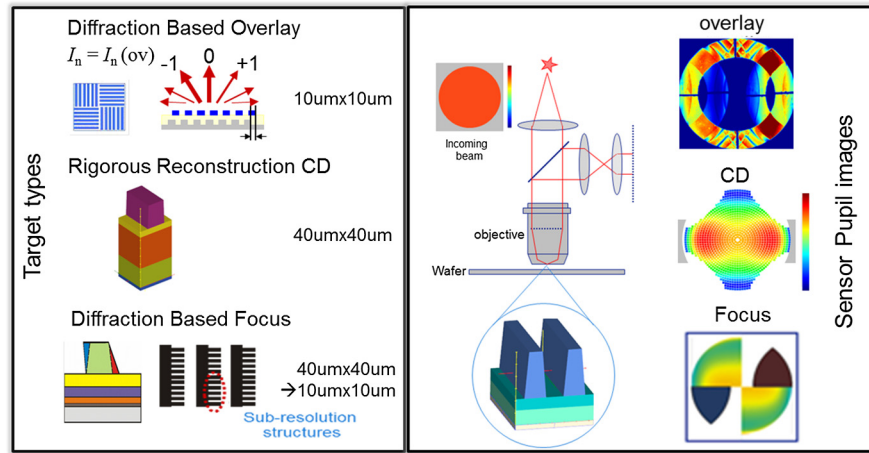 Target types
Diffraction Based Overlay
Iₙ = Iₙ (ov)
-1
0
+1
10umx10um
Rigorous Reconstruction CD
40umx40um
Diffraction Based Focus
40umx40um
→10umx10um
Sub-resolution
structures
Incoming
beam
objective
Wafer
overlay
CD
Focus
Sensor Pupil images